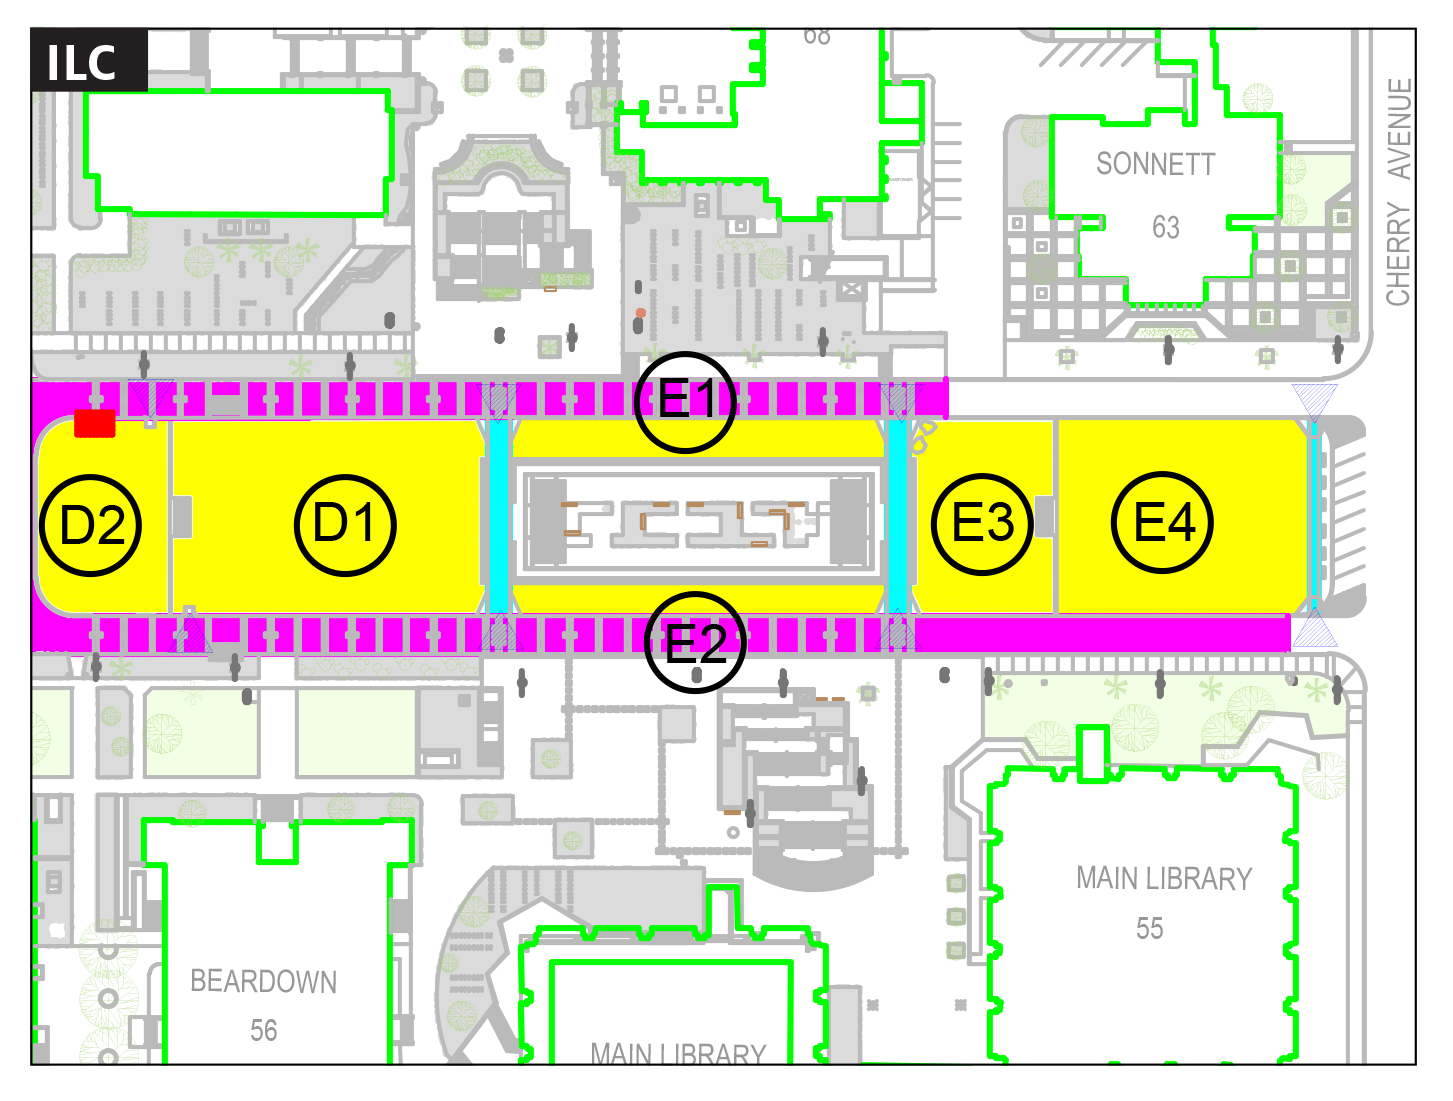 ILC
68
SONNETT
63
CHERRY AVENUE
E1
D2
D1
E3
E4
E2
MAIN LIBRARY
55
BEARDOWN
56
MAIN LIBRARY